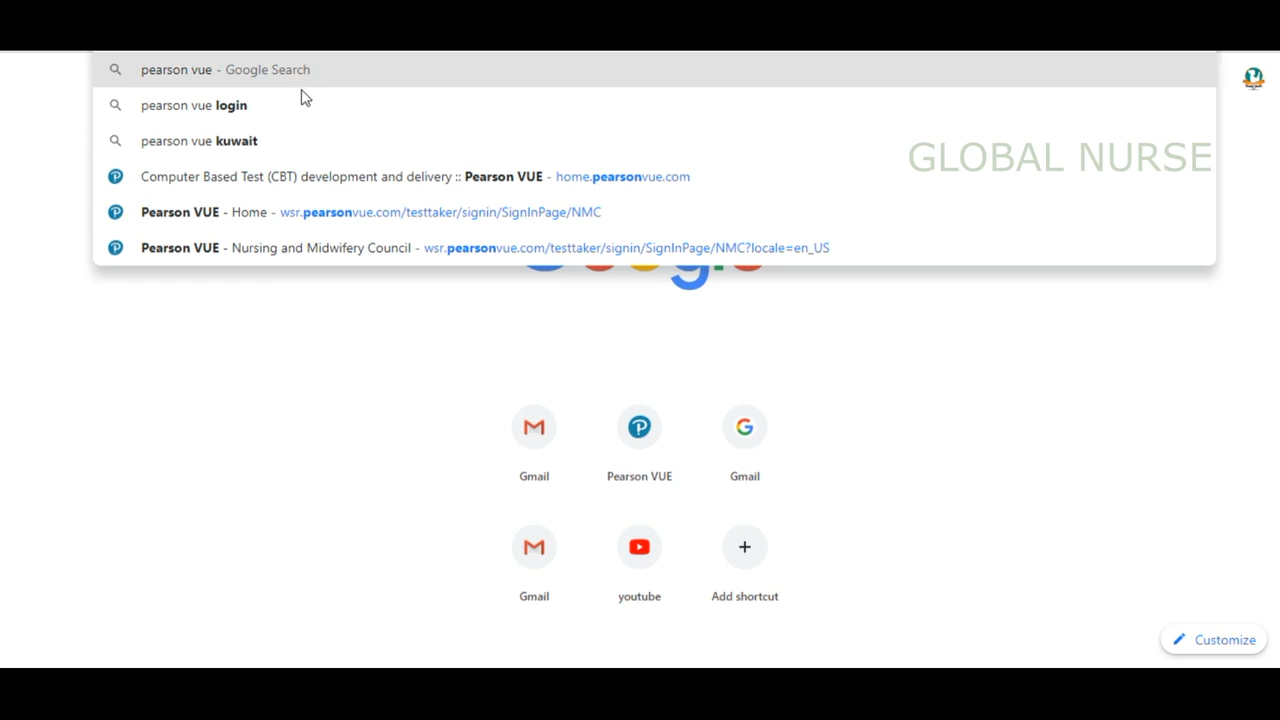 pearson vue - Google Search
pearson vue login
pearson vue kuwait
Computer Based Test (CBT) development and delivery :: Pearson VUE - home.pearsonvue.com
Pearson VUE - Home - wsr.pearsonvue.com/testtaker/signin/SignInPage/NMC
Pearson VUE - Nursing and Midwifery Council - wsr.pearsonvue.com/testtaker/signin/SignInPage/NMC?locale=en_US
GLOBAL NURSE
Gmail
Pearson VUE
Gmail
Gmail
youtube
Add shortcut
Customize